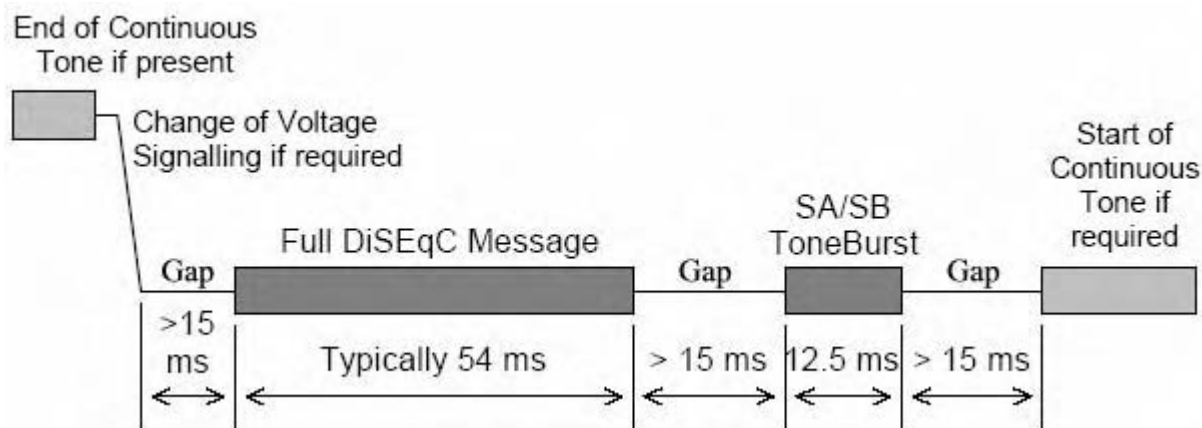 End of Continuous
Tone if present
Change of Voltage
Signalling if required
Start of
Continuous
Tone if
required
SA/SB
ToneBurst
Full DiSEqC Message
Gap
Gap
Gap
>15
ms
Typically 54 ms
> 15 ms
12.5 ms
> 15 ms